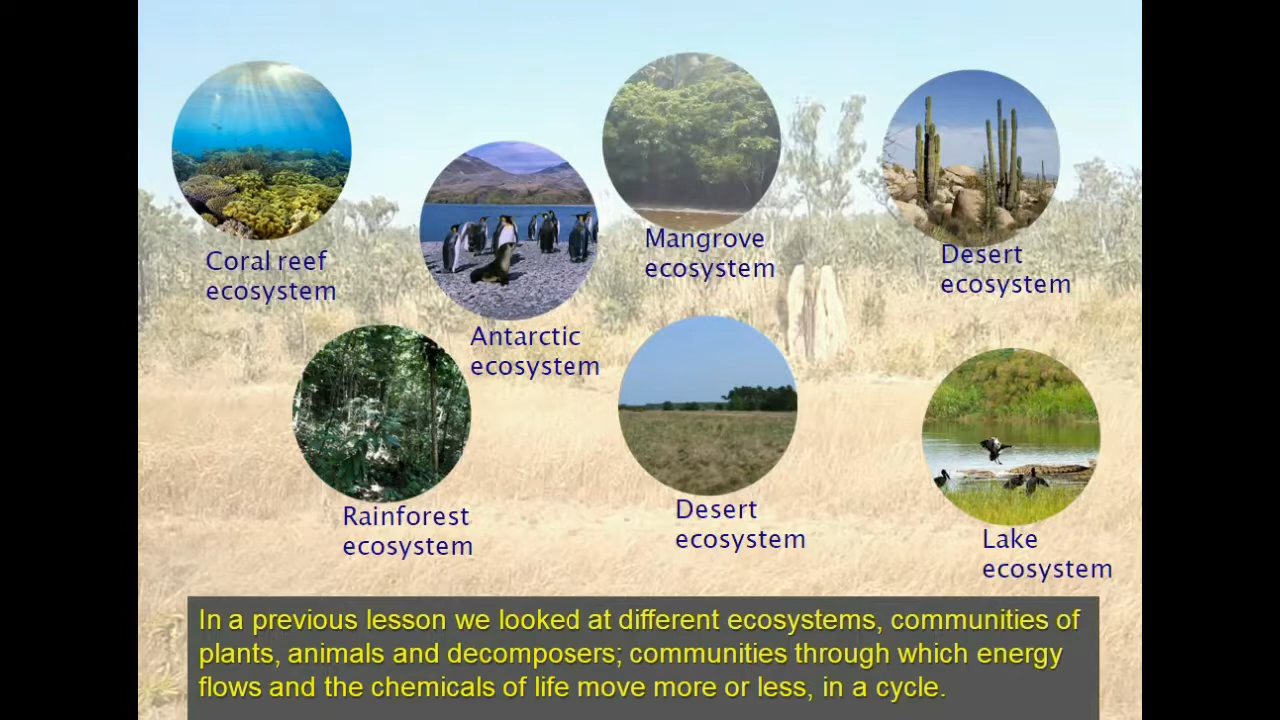 Coral reef
ecosystem
Antarctic
ecosystem
Mangrove
ecosystem
Desert
ecosystem
Rainforest
ecosystem
Desert
ecosystem
Lake
ecosystem
In a previous lesson we looked at different ecosystems, communities of
plants, animals and decomposers; communities through which energy
flows and the chemicals of life move more or less, in a cycle.